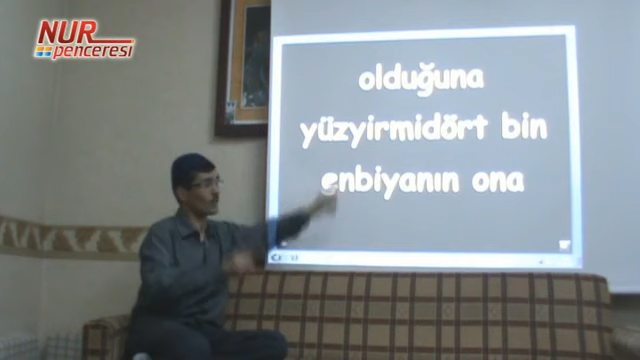 NUR
penceresi
olduğuna
yüzyirmidört bin
enbiyanın ona